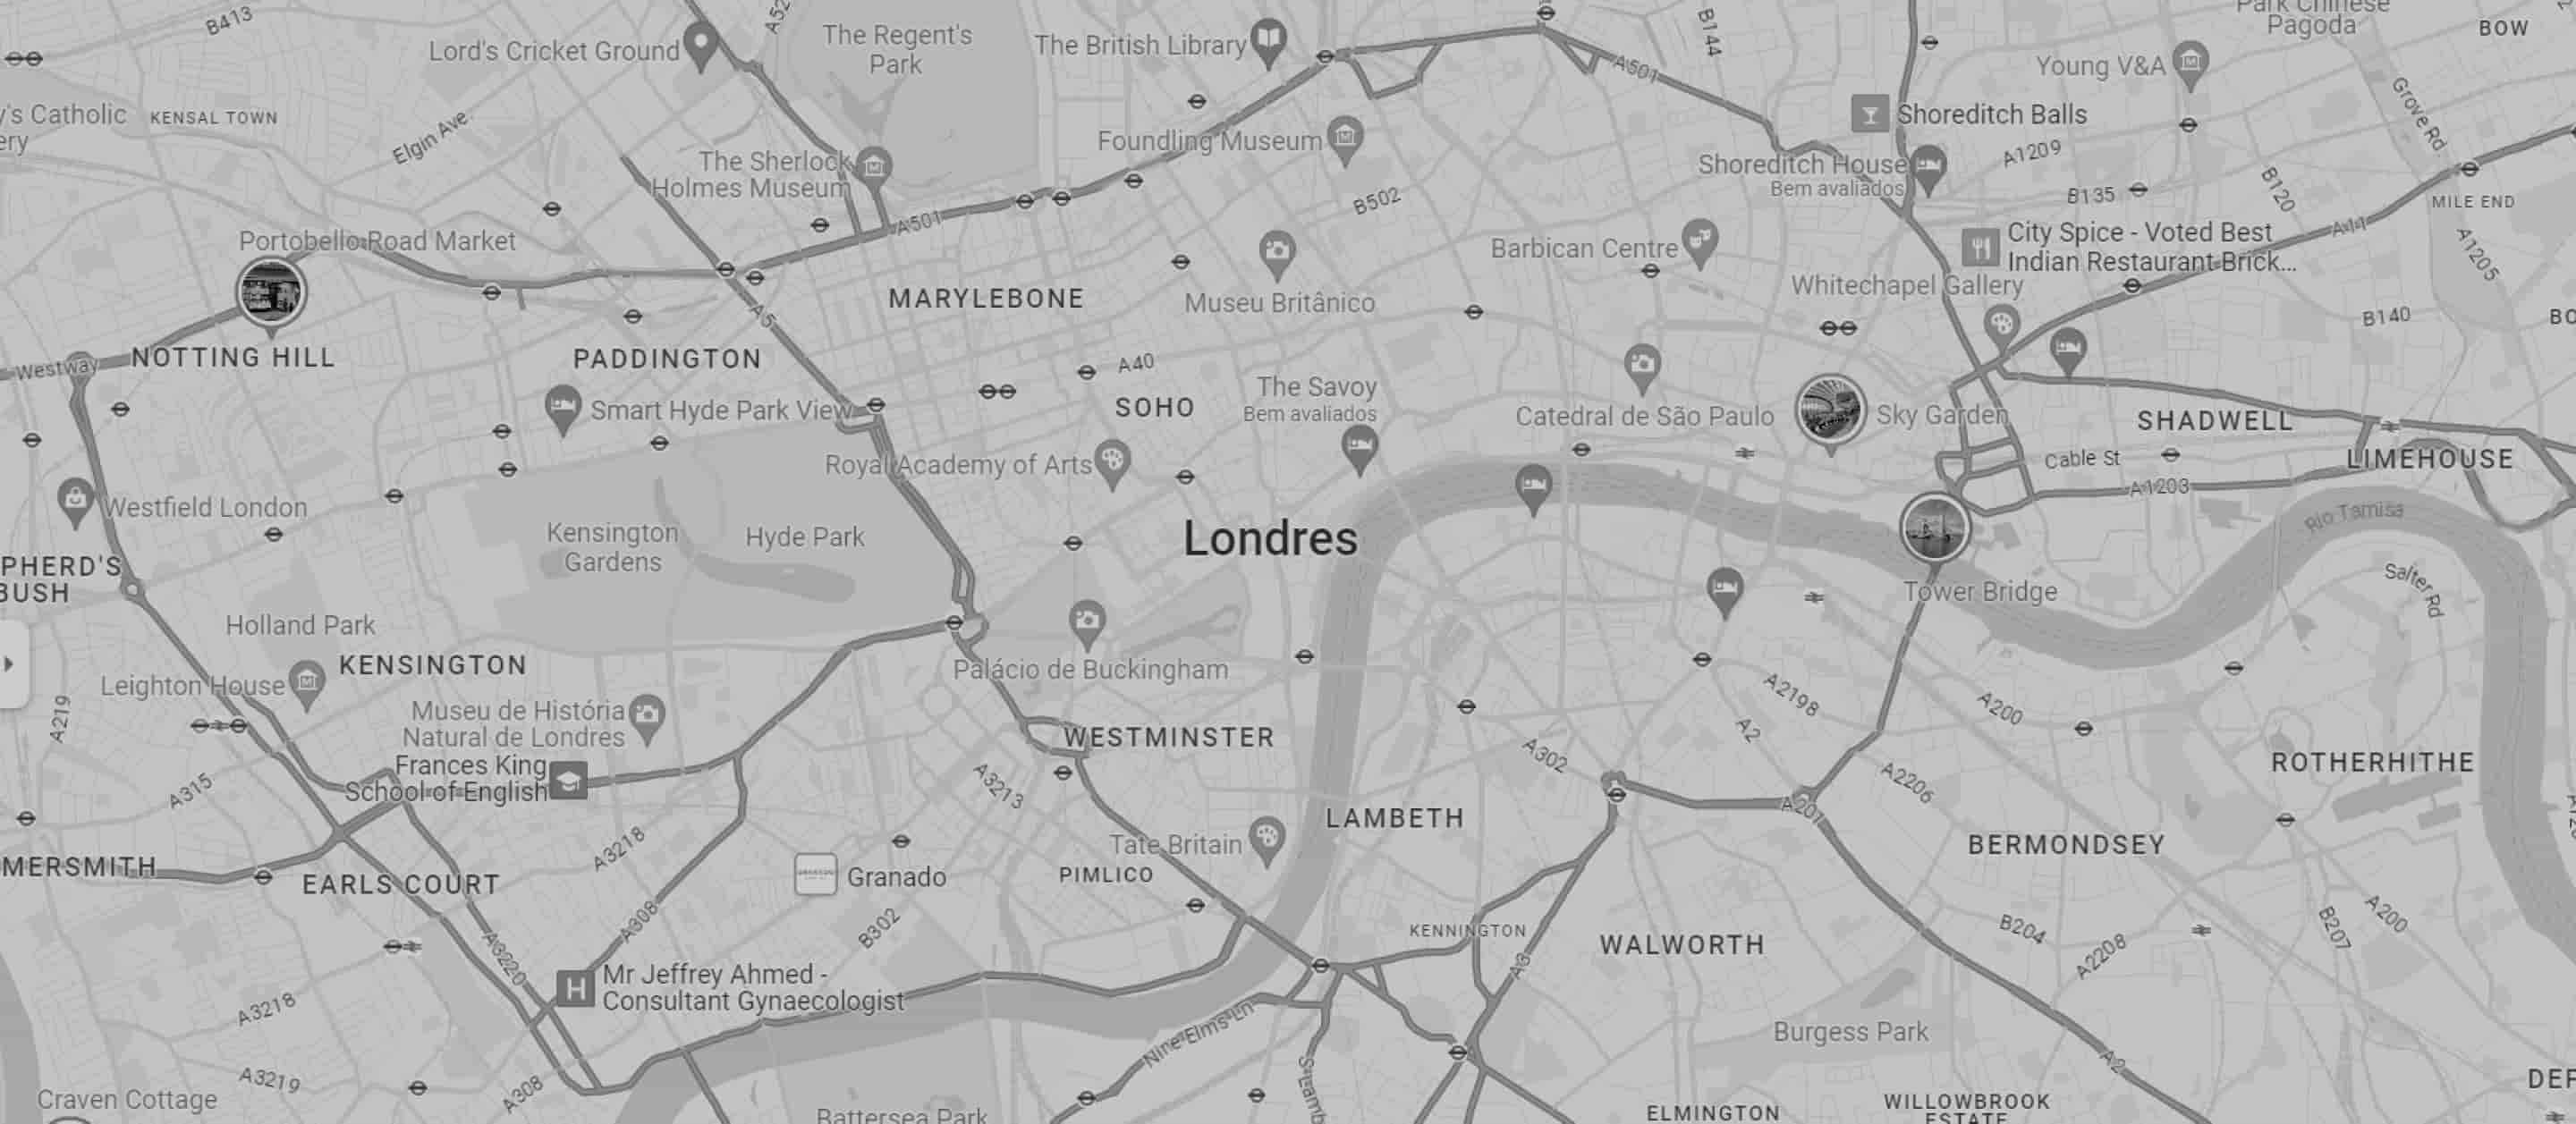 B413
Lord's Cricket Ground
The Regent's
Park
The British Library
B144
Pagoda
BOW
Young V&A
Grove Rd
y's Catholic
ery
KENSAL TOWN
Elgin Ave
A501
Shoreditch Balls
Foundling Museum
The Sherlock
Holmes Museum
Shoreditch House
Bem avaliados
A1209
B135
B120
MILE END
B502
A501
Portobello Road Market
Barbican Centre
City Spice - Voted Best
Indian Restaurant Brick...
A11
A1205
Whitechapel Gallery
MARYLEBONE
Museu Britânico
A5
B140
BO
Westway
NOTTING HILL
PADDINGTON
A40
The Savoy
Bem avaliados
SOHO
Smart Hyde Park View
Catedral de São Paulo
Sky Garden
SHADWELL
Royal Academy of Arts
Cable St
LIMEHOUSE
A1203
Westfield London
Rio Tamisa
Kensington
Gardens
Hyde Park
Londres
PHERD'S
BUSH
Tower Bridge
Salter Rd
Holland Park
KENSINGTON
Leighton House
Palácio de Buckingham
A219
A2198
A200
Museu de História
Natural de Londres
WESTMINSTER
A2
A302
Frances King
School of English
A315
A3213
A2206
ROTHERHITHE
A201
LAMBETH
Tate Britain
A3218
BERMONDSEY
MERSMITH
EARLS COURT
Granado
PIMLICO
A308
B302
KENNINGTON
WALWORTH
B204
A2208
B207
A200
A3220
A3
Mr Jeffrey Ahmed -
Consultant Gynaecologist
A3218
Nine Elms Ln
Burgess Park
A2
A3219
A308
S Lamb
Craven Cottage
Battersea Park
ELMINGTON
WILLOWBROOK
ESTATE
DEF